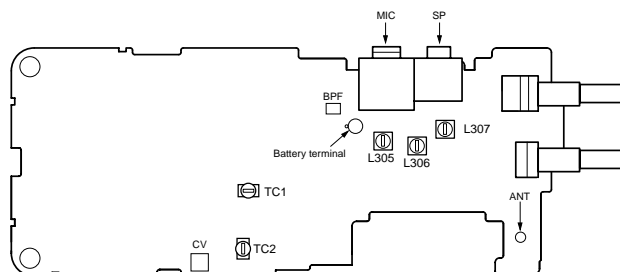 MIC
SP
BPF
L307
Battery terminal
L305
L306
TC1
ANT
CV
TC2